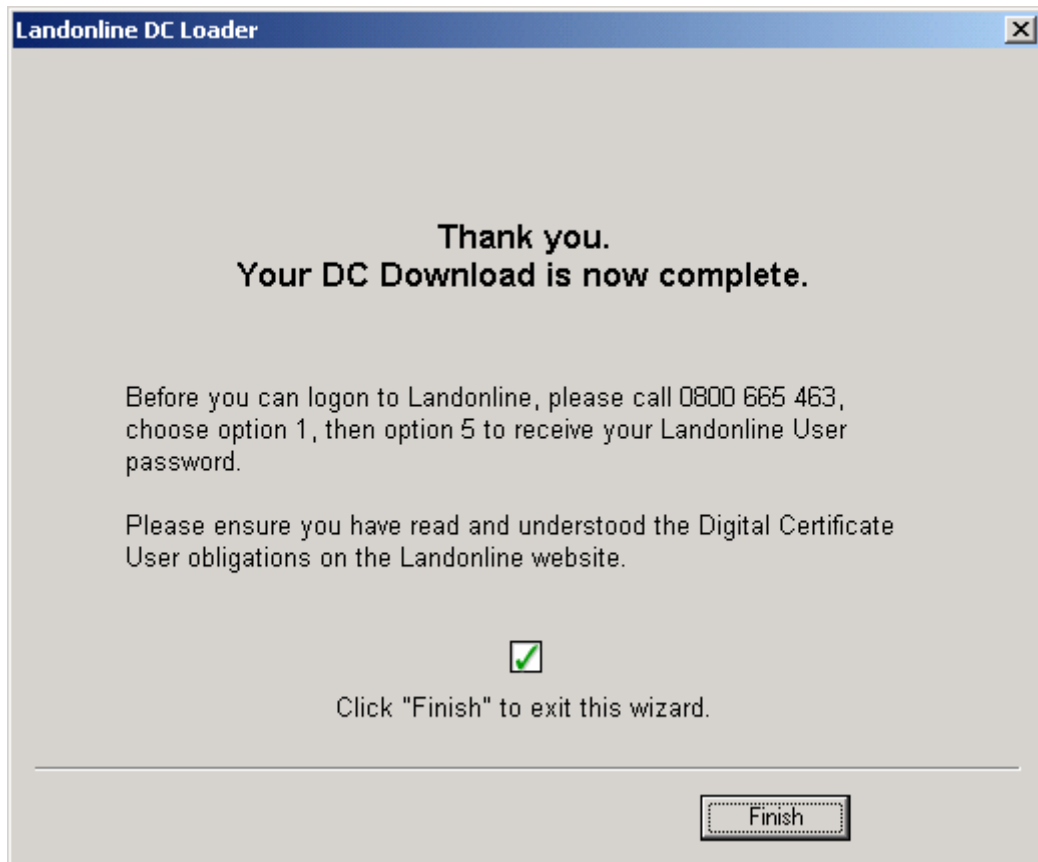 Landonline DC Loader
Thank you.
Your DC Download is now complete.
Before you can logon to Landonline, please call 0800 665 463,
choose option 1, then option 5 to receive your Landonline User
password.
Please ensure you have read and understood the Digital Certificate
User obligations on the Landonline website.
Click "Finish" to exit this wizard.
Finish